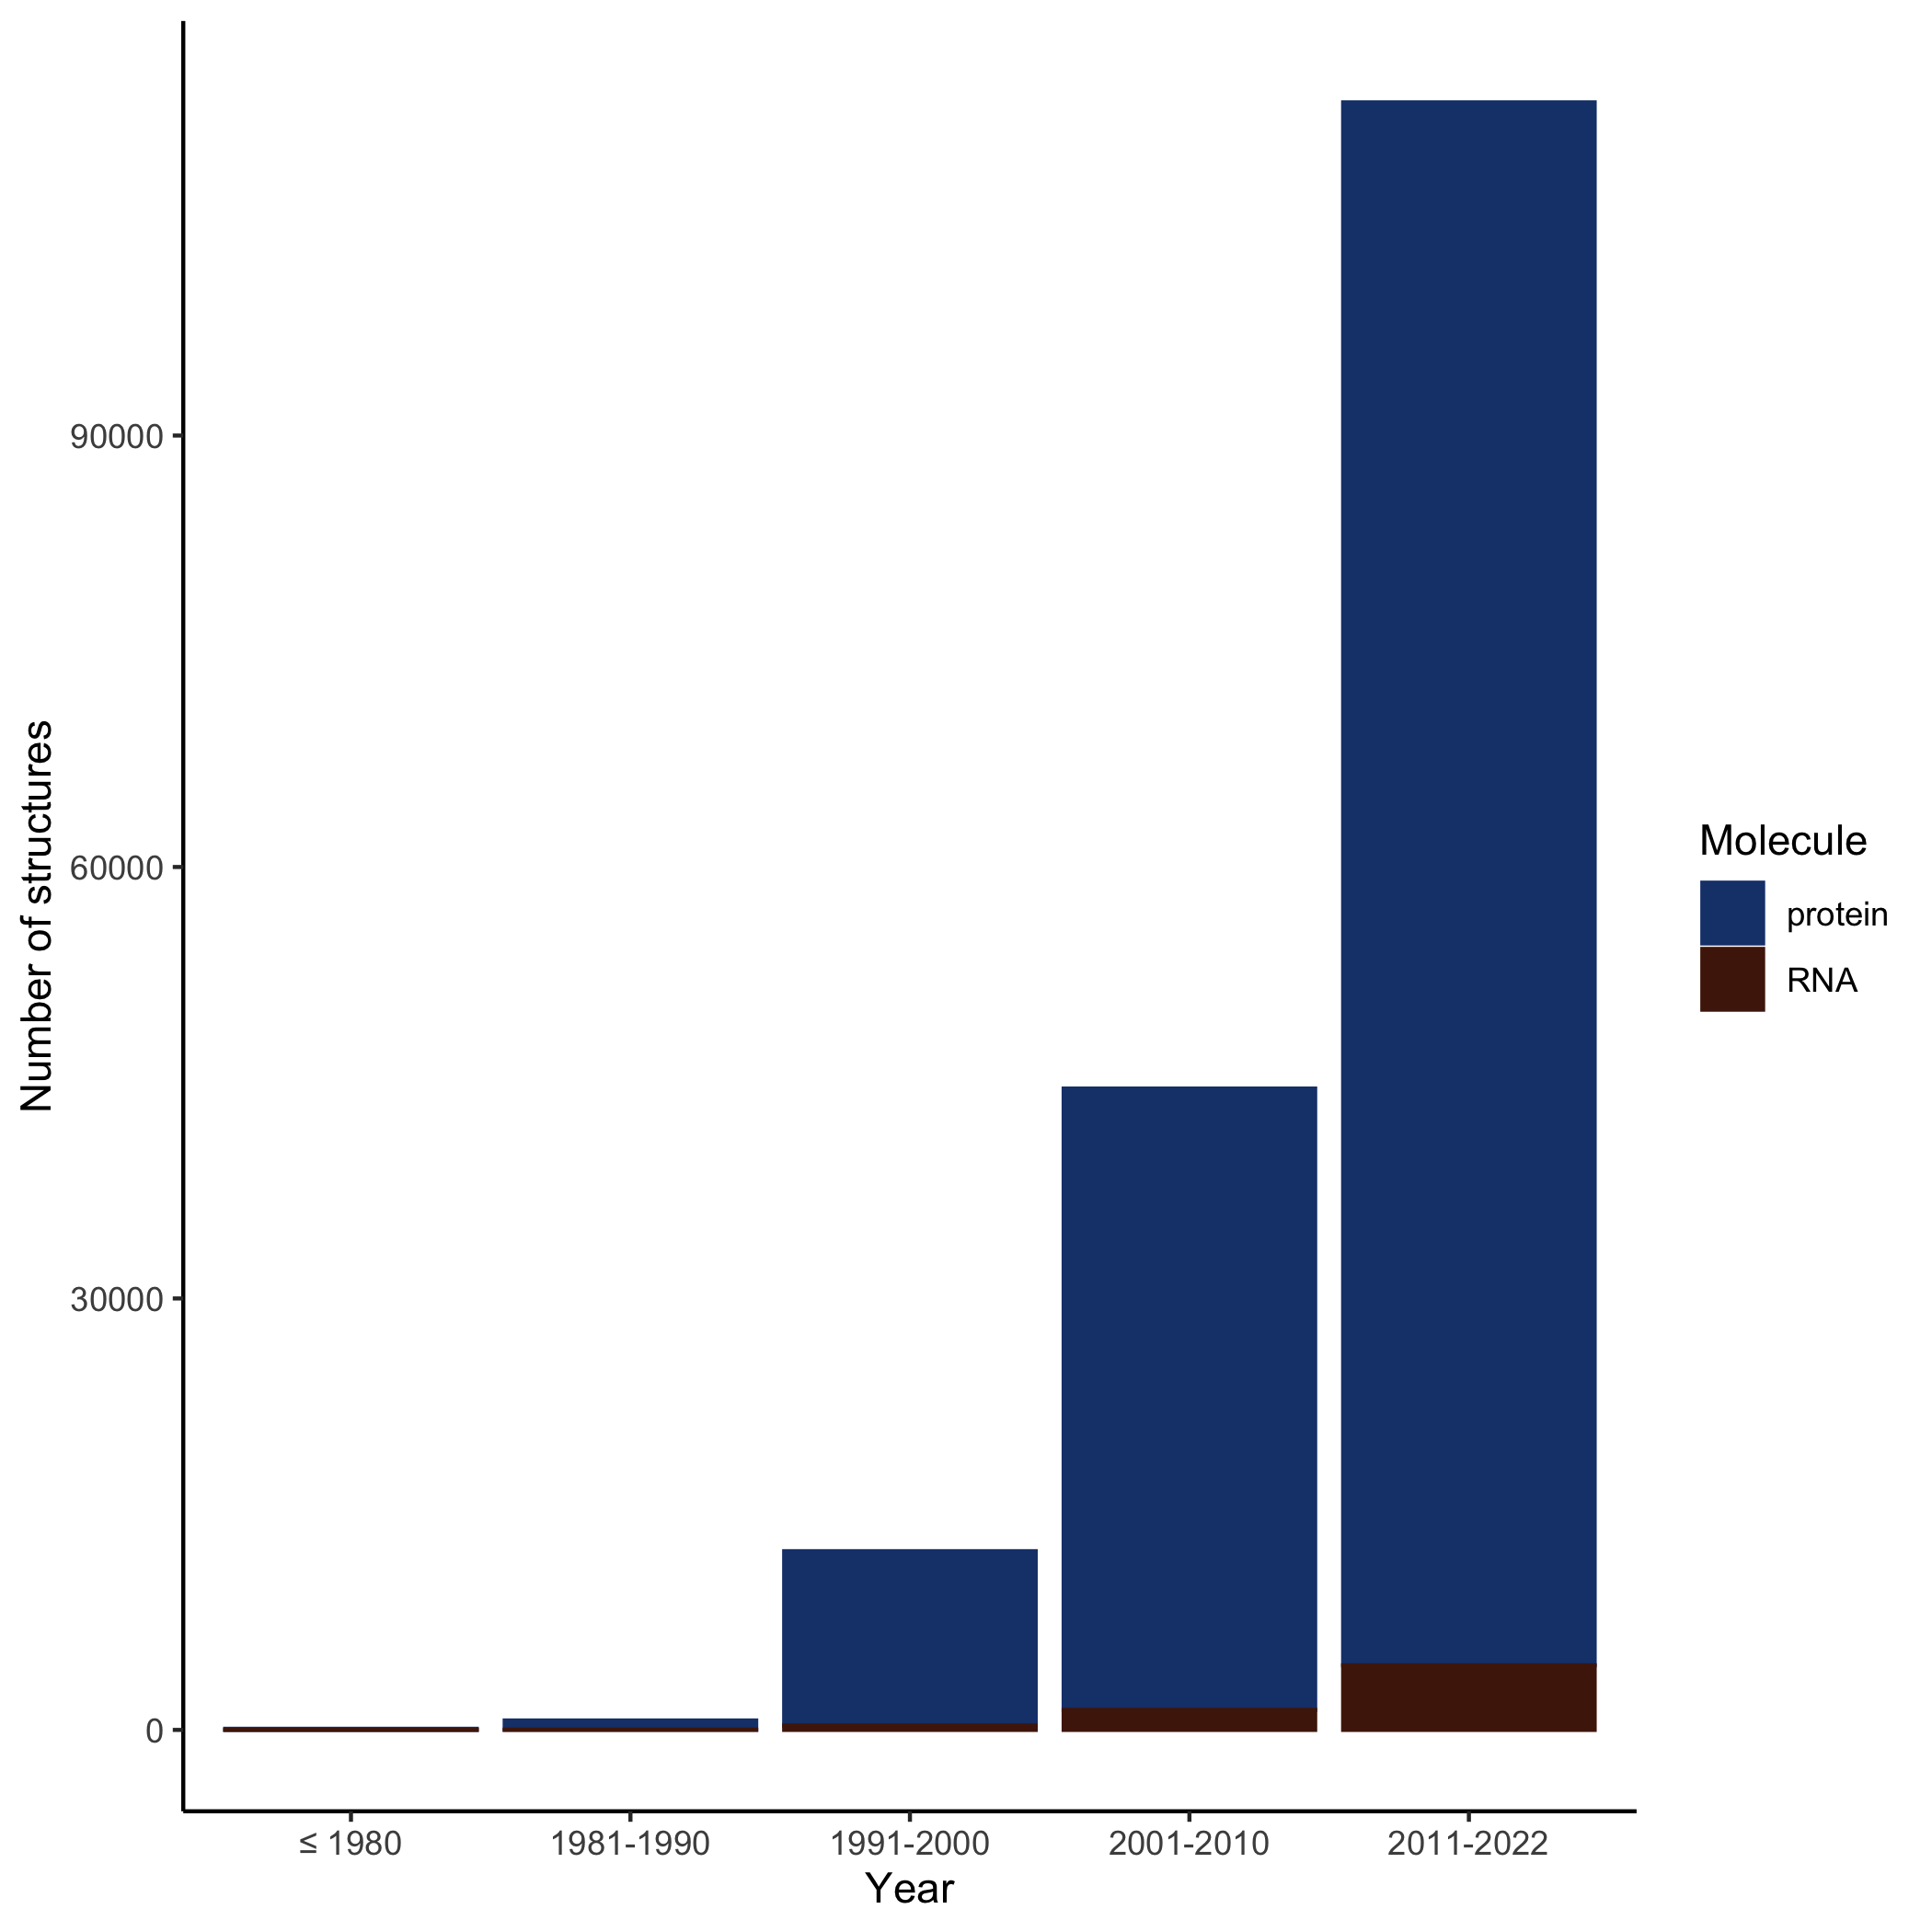 Number of structures
90000
60000
30000
0
≤ 1980
1981-1990
1991-2000
2001-2010
2011-2022
Year
Molecule
protein
RNA